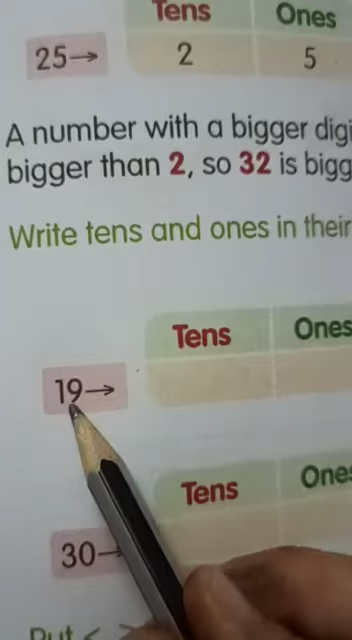 Tens Ones
25→ 2 5
A number with a bigger
bigger than 2, so 32 is
Write tens and ones in their
Tens Ones
19→
Tens
30→
Put <